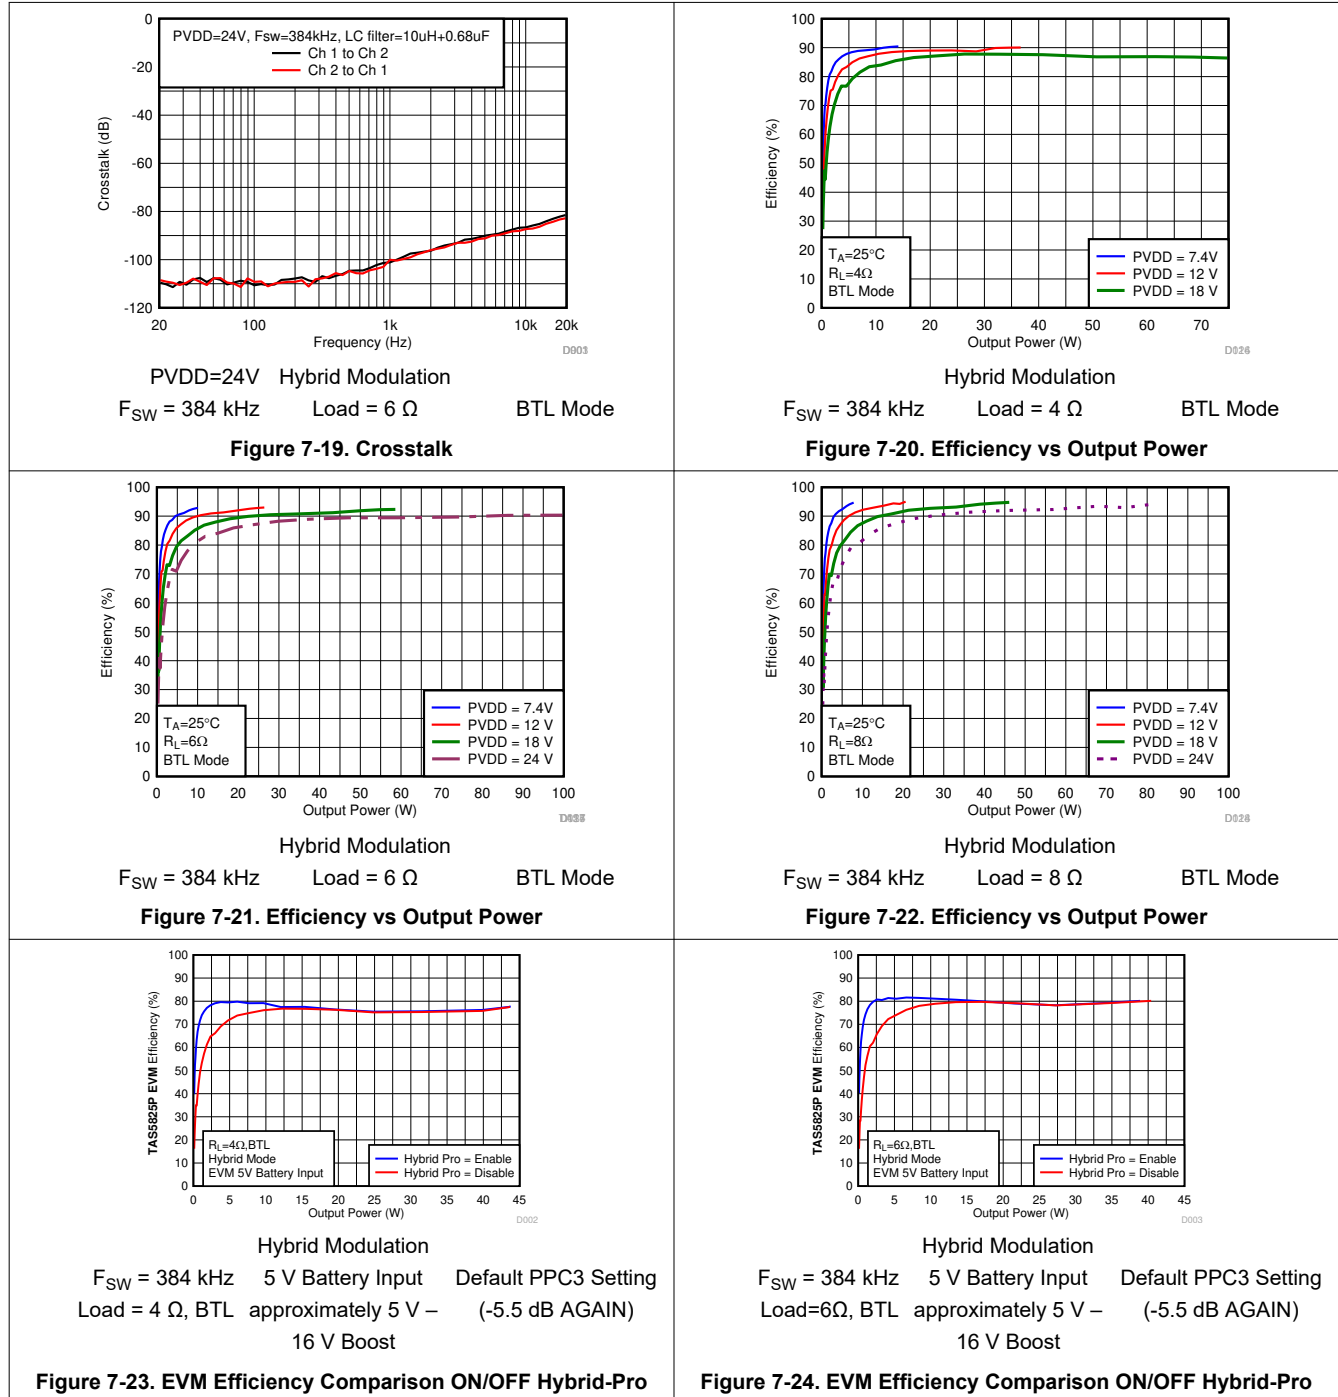 0
-20
-40
-60
-80
-100
-120
Crosstalk (dB)
PVDD=24V, Fsw=384kHz, LC filter=10uH+0.68uF
Ch 1 to Ch 2
Ch 2 to Ch 1
20 100 1k 10k 20k
Frequency (Hz)
PVDD=24V Hybrid Modulation
FSW = 384 kHz Load = 6 Ω BTL Mode
Figure 7-19. Crosstalk
100
90
80
70
60
50
40
30
20
10
0
Efficiency (%)
TA=25°C
RL=4Ω
BTL Mode
PVDD = 7.4V
PVDD = 12 V
PVDD = 18 V
0 10 20 30 40 50 60 70
Output Power (W)
Hybrid Modulation
FSW = 384 kHz Load = 4 Ω BTL Mode
Figure 7-20. Efficiency vs Output Power
100
90
80
70
60
50
40
30
20
10
0
Efficiency (%)
TA=25°C
RL=6Ω
BTL Mode
PVDD = 7.4V
PVDD = 12 V
PVDD = 18 V
PVDD = 24 V
0 10 20 30 40 50 60 70 80 90 100
Output Power (W)
Hybrid Modulation
FSW = 384 kHz Load = 6 Ω BTL Mode
Figure 7-21. Efficiency vs Output Power
100
90
80
70
60
50
40
30
20
10
0
Efficiency (%)
TA=25°C
RL=8Ω
BTL Mode
PVDD = 7.4V
PVDD = 12 V
PVDD = 18 V
PVDD = 24V
0 10 20 30 40 50 60 70 80 90 100
Output Power (W)
Hybrid Modulation
FSW = 384 kHz Load = 8 Ω BTL Mode
Figure 7-22. Efficiency vs Output Power
100
90
80
70
60
50
40
30
20
10
0
TAS5825P EVM Efficiency (%)
RL=4Ω,BTL
Hybrid Mode
EVM 5V Battery Input
Hybrid Pro = Enable
Hybrid Pro = Disable
0 5 10 15 20 25 30 35 40 45
Output Power (W)
D002
Hybrid Modulation
FSW = 384 kHz 5 V Battery Input Default PPC3 Setting
Load = 4 Ω, BTL approximately 5 V – (-5.5 dB AGAIN)
16 V Boost
Figure 7-23. EVM Efficiency Comparison ON/OFF Hybrid-Pro
100
90
80
70
60
50
40
30
20
10
0
TAS5825P EVM Efficiency (%)
RL=6Ω,BTL
Hybrid Mode
EVM 5V Battery Input
Hybrid Pro = Enable
Hybrid Pro = Disable
0 5 10 15 20 25 30 35 40 45
Output Power (W)
D003
Hybrid Modulation
FSW = 384 kHz 5 V Battery Input Default PPC3 Setting
Load=6Ω, BTL approximately 5 V – (-5.5 dB AGAIN)
16 V Boost
Figure 7-24. EVM Efficiency Comparison ON/OFF Hybrid-Pro